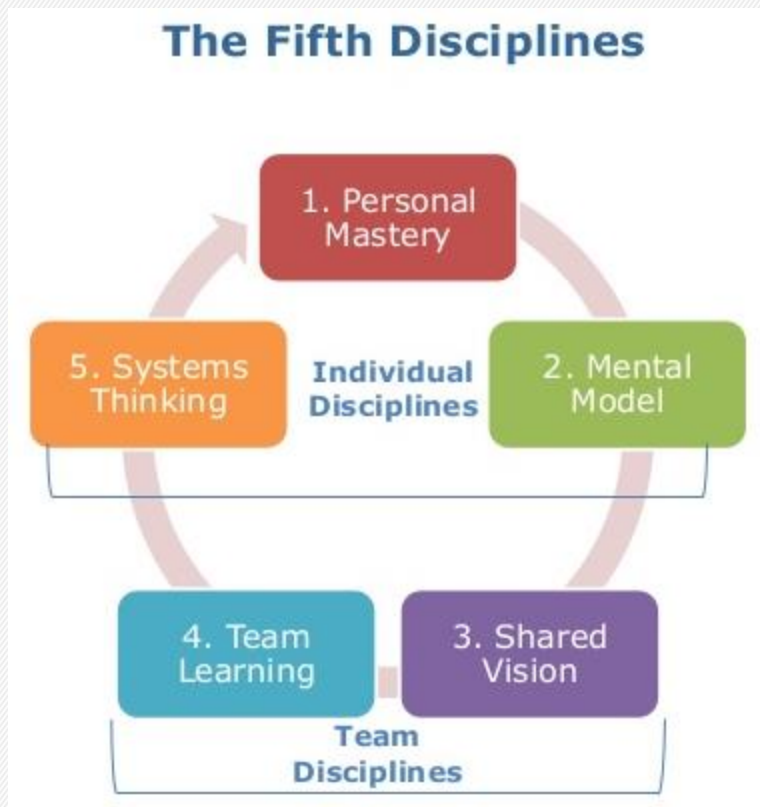 The Fifth Disciplines
1. Personal
Mastery
5. Systems
Thinking
Individual
Disciplines
2. Mental
Model
4. Team
Learning
3. Shared
Vision
Team
Disciplines